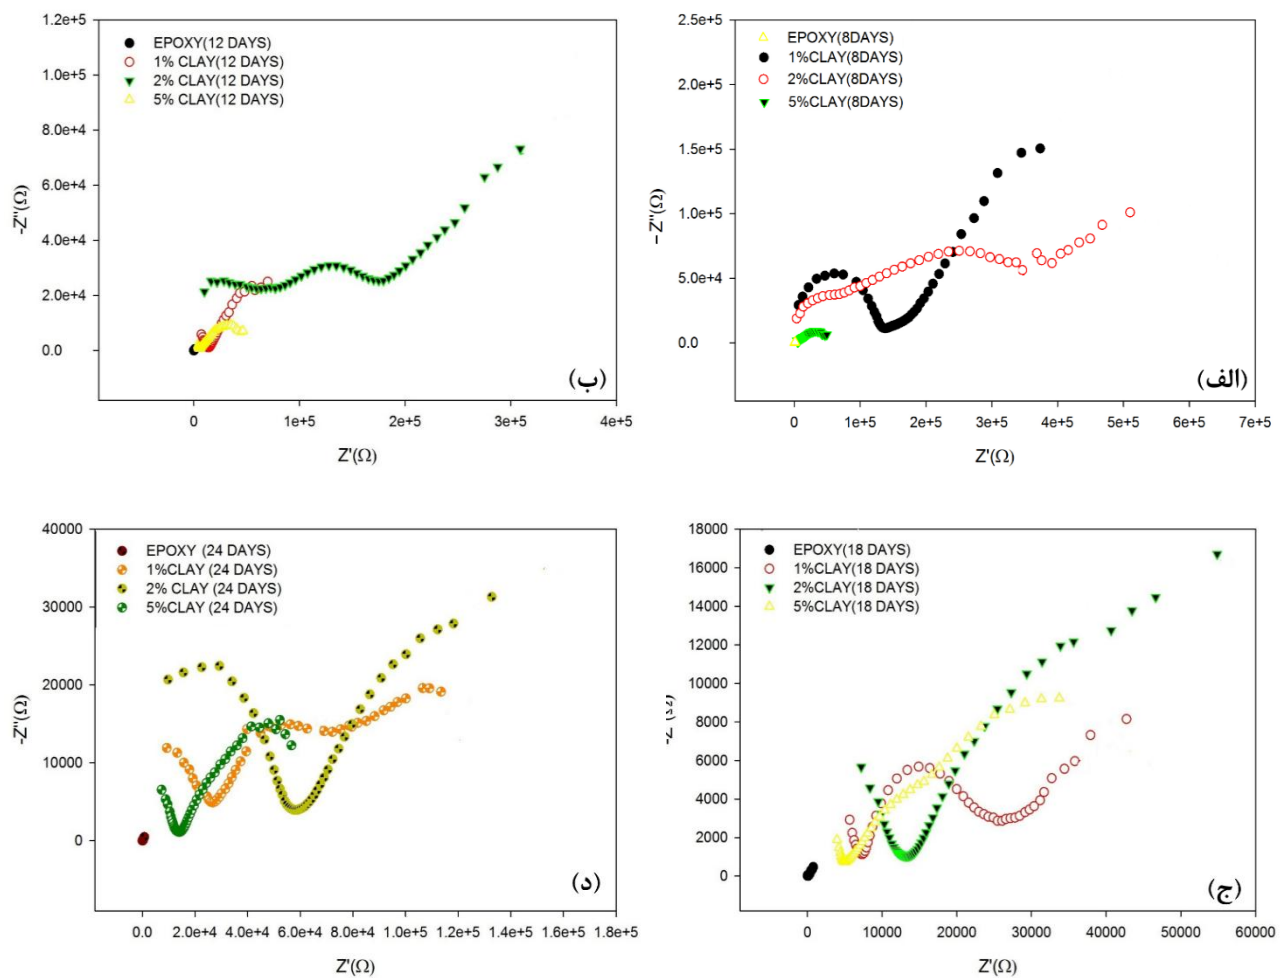 1.2e+5
1.0e+5
8.0e+4
6.0e+4
4.0e+4
2.0e+4
0.0
-Z"(Ω)
EPOXY(12 DAYS)
1% CLAY(12 DAYS)
2% CLAY(12 DAYS)
5% CLAY(12 DAYS)
(ب)
0
1e+5
2e+5
3e+5
4e+5
Z'(Ω)
2.5e+5
2.0e+5
1.5e+5
1.0e+5
5.0e+4
0.0
– Z"(Ω)
EPOXY(8DAYS)
1%CLAY(8DAYS)
2%CLAY(8DAYS)
5%CLAY(8DAYS)
(الف)
0
1e+5
2e+5
3e+5
4e+5
5e+5
6e+5
7e+5
Z'(Ω)
40000
30000
20000
10000
0
-Z"(Ω)
EPOXY (24 DAYS)
1%CLAY (24 DAYS)
2% CLAY (24 DAYS)
5%CLAY (24 DAYS)
(د)
0.0
2.0e+4
4.0e+4
6.0e+4
8.0e+4
1.0e+5
1.2e+5
1.4e+5
1.6e+5
1.8e+5
Z'(Ω)
18000
16000
14000
12000
10000
8000
6000
4000
2000
0
-Z"(Ω)
EPOXY(18 DAYS)
1%CLAY(18 DAYS)
2%CLAY(18 DAYS)
5%CLAY(18 DAYS)
(ج)
0
10000
20000
30000
40000
50000
60000
Z'(Ω)